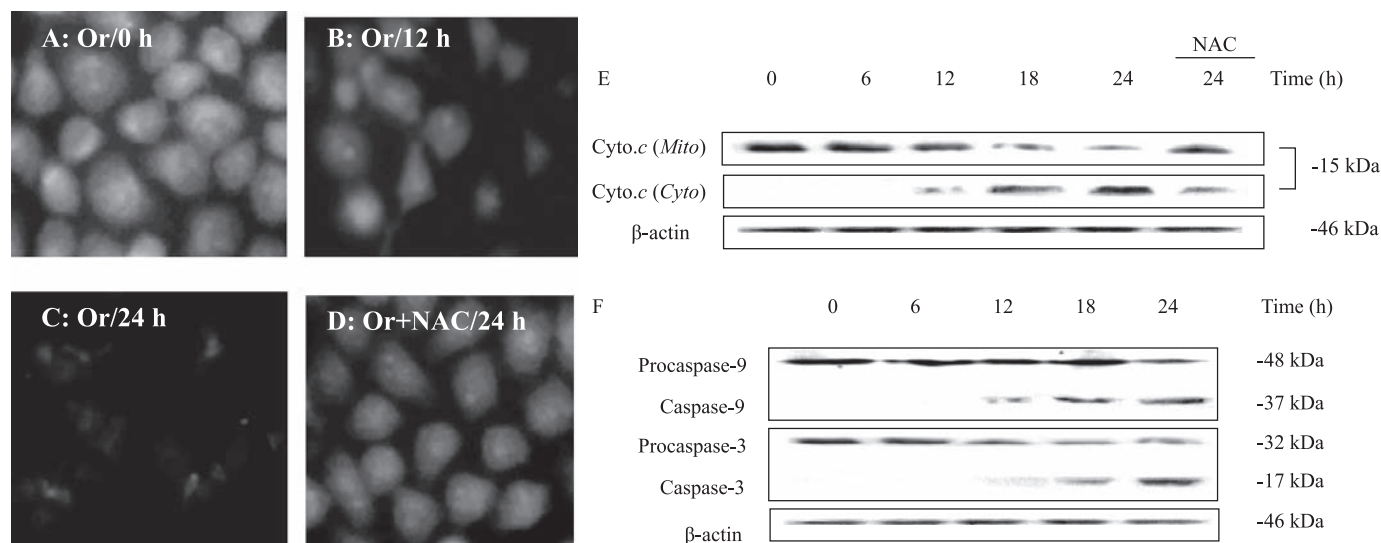 A: Or/0 h
B: Or/12 h
C: Or/24 h
D: Or+NAC/24 h
NAC
E 0 6 12 18 24 24 Time (h)
Cyto.c (Mito)
-15 kDa
Cyto.c (Cyto)
β-actin -46 kDa
F 0 6 12 18 24 Time (h)
Procaspase-9 -48 kDa
Caspase-9 -37 kDa
Procaspase-3 -32 kDa
Caspase-3 -17 kDa
β-actin -46 kDa